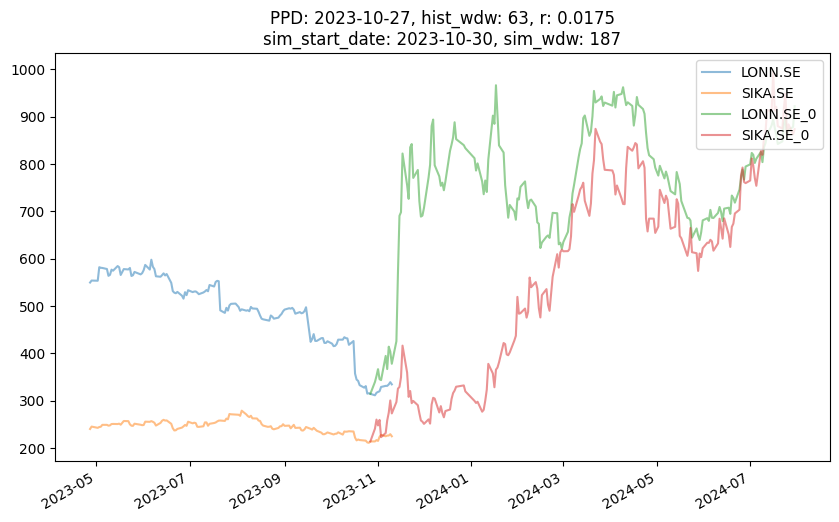 PPD: 2023-10-27, hist_wdw: 63, r: 0.0175
sim_start_date: 2023-10-30, sim_wdw: 187
1000
900
800
700
600
500
400
300
200
LONN.SE
SIKA.SE
LONN.SE_0
SIKA.SE_0
2023-05
2023-07
2023-09
2023-11
2024-01
2024-03
2024-05
2024-07